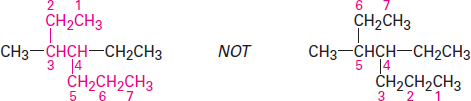 2 1 6 7
CH₂CH₃ CH₂CH₃
CH₃—CHCH—CH₂CH₃ NOT CH₃—CHCH—CH₂CH₃
3 4 5 4
CH₂CH₂CH₃ CH₂CH₂CH₃
5 6 7 3 2 1